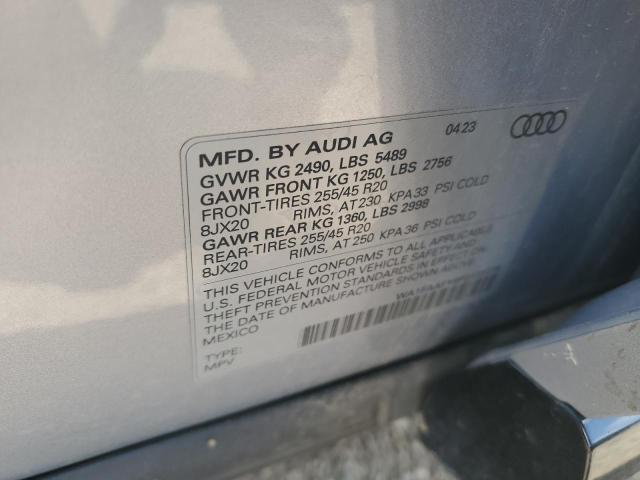 MFD. BY AUDI AG 04 23
GVWR KG 2490, LBS 5489
GAWR FRONT KG 1250, LBS 2756
FRONT-TIRES 255/45 R20
8JX20 RIMS, AT 230 KPA 33 PSI COLD
GAWR REAR KG 1360, LBS 2998
REAR-TIRES 255/45 R20
8JX20 RIMS, AT 250 KPA 36 PSI COLD
THIS VEHICLE CONFORMS TO ALL APPLICABLE
U.S. FEDERAL MOTOR VEHICLE SAFETY AND
THEFT PREVENTION STANDARDS IN EFFECT ON
THE DATE OF MANUFACTURE SHOWN ABOVE.
MEXICO
TYPE:
MPV